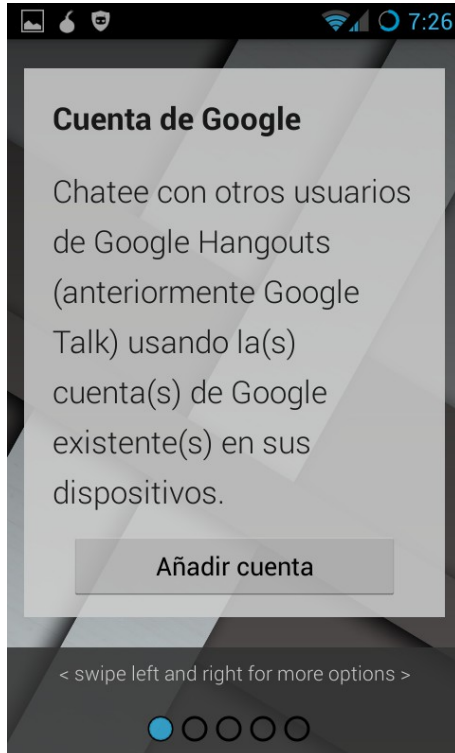 7:26
Cuenta de Google
Chatee con otros usuarios
de Google Hangouts
(anteriormente Google
Talk) usando la(s)
cuenta(s) de Google
existente(s) en sus
dispositivos.
Añadir cuenta
< swipe left and right for more options >